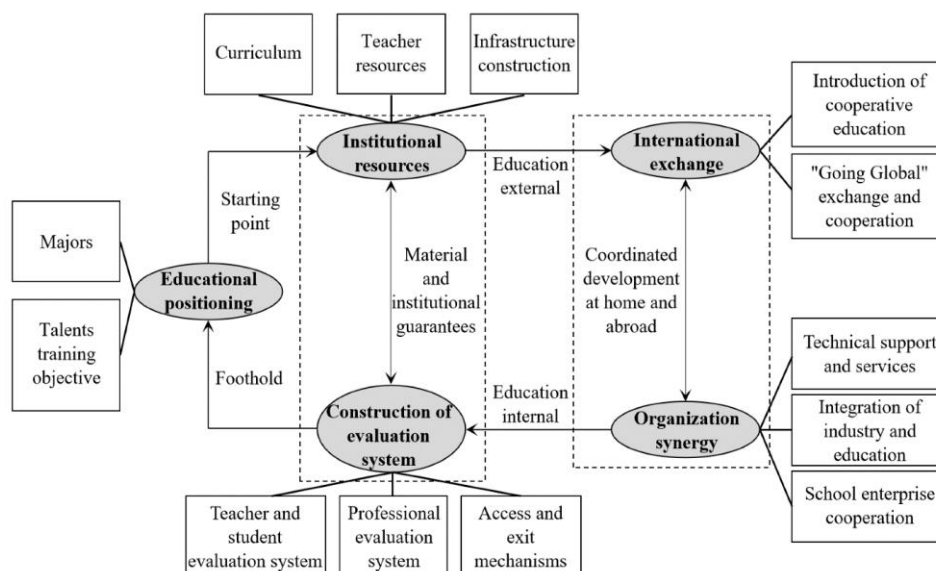 Curriculum
Teacher
resources
Infrastructure
construction
Introduction of
cooperative
education
"Going Global"
exchange and
cooperation
Institutional
resources
International
exchange
Education
external
Starting
point
Majors
Talents
training
objective
Educational
positioning
Material
and
institutional
guarantees
Coordinated
development
at home and
abroad
Foothold
Education
internal
Construction of
evaluation
system
Organization
synergy
Technical support
and services
Integration of
industry and
education
School enterprise
cooperation
Teacher and
student
evaluation system
Professional
evaluation
system
Access and
exit
mechanisms